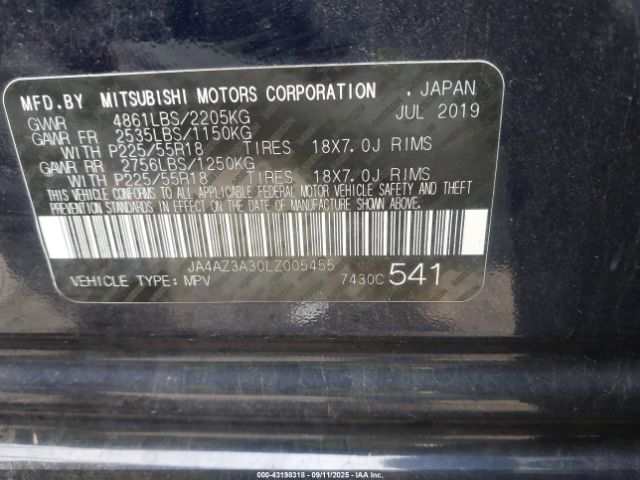 MFD.BY MITSUBISHI MOTORS CORPORATION , JAPAN
GVWR 4861LBS/2205KG JUL 2019
GAWR FR 2535LBS/1150KG
WITH P225/55R18 TIRES 18X7.0J RIMS
GAWR RR 2756LBS/1250KG
WITH P225/55R18 TIRES 18X7.0J RIMS
THIS VEHICLE CONFORMS TO ALL APPLICABLE FEDERAL MOTOR VEHICLE SAFETY AND THEFT
PREVENTION STANDARDS IN EFFECT ON THE DATE OF MANUFACTURE SHOWN ABOVE.
JA4AZ3A30LZ005455
VEHICLE TYPE: MPV 7430C 541
000-43198318 - 09/11/2025 - IAA Inc.